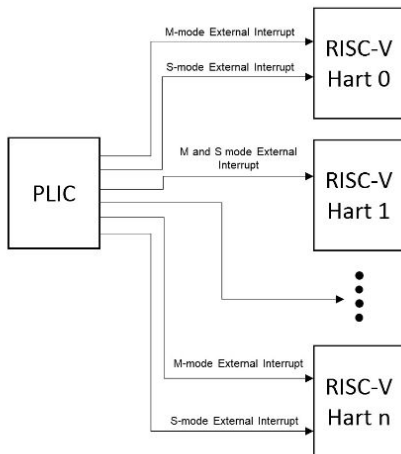 M-mode External Interrupt
RISC-V
Hart 0
S-mode External Interrupt
M and S mode External
Interrupt
PLIC
RISC-V
Hart 1
M-mode External Interrupt
RISC-V
Hart n
S-mode External Interrupt